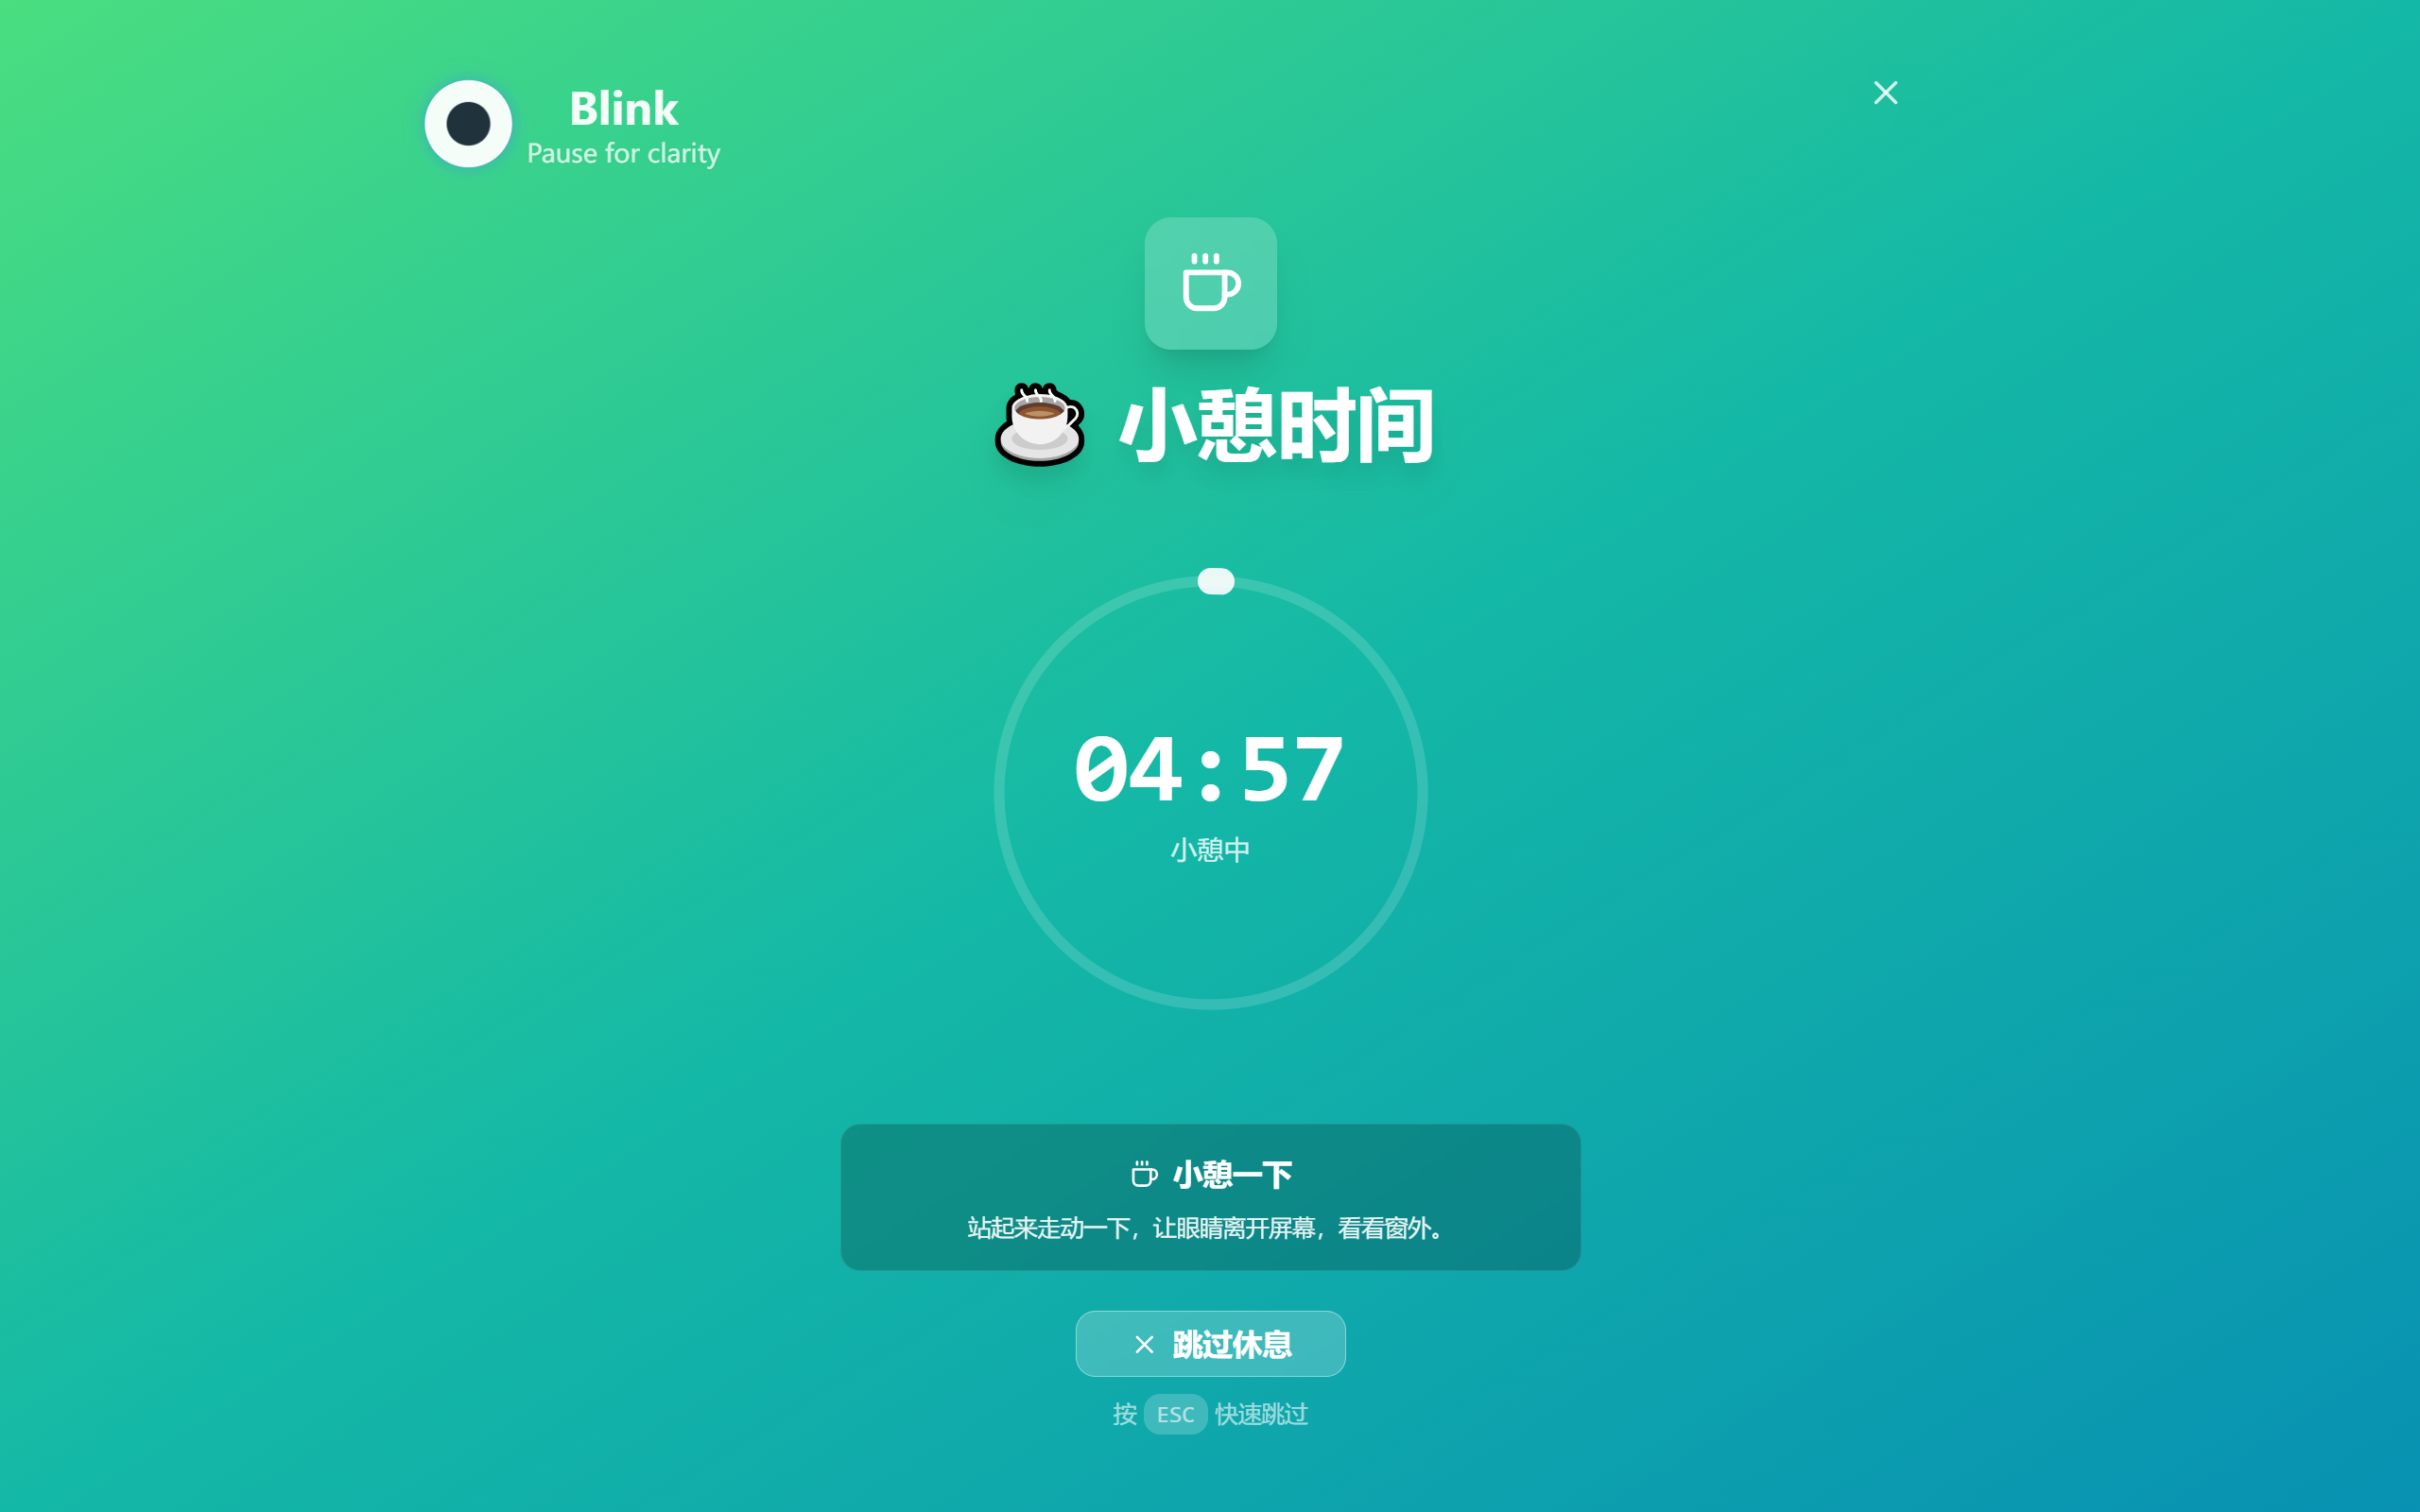 Blink
Pause for clarity
小憩时间
04:57
小憩中
小憩一下
站起来走动一下，让眼睛离开屏幕，看看窗外。
跳过休息
按 ESC 快速跳过